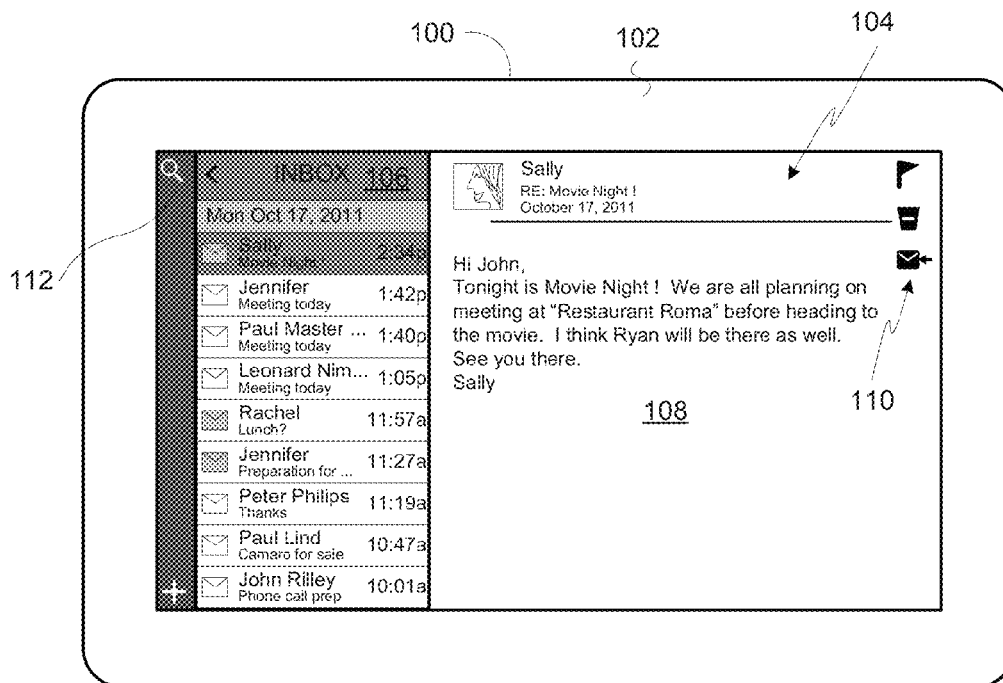 100
102
104
INBOX 106
Mon Oct 17, 2011
Sally
Movie Night !
2:34p
Jennifer
Meeting today
1:42p
Paul Master ...
Meeting today
1:40p
Leonard Nim...
Meeting today
1:05p
Rachel
Lunch?
11:57a
Jennifer
Preparation for ...
11:27a
Peter Philips
Thanks
11:19a
Paul Lind
Camaro for sale
10:47a
John Rilley
Phone call prep
10:01a
Sally
RE: Movie Night !
October 17, 2011
Hi John,
Tonight is Movie Night ! We are all planning on
meeting at “Restaurant Roma” before heading to
the movie. I think Ryan will be there as well.
See you there.
Sally
108
110
112